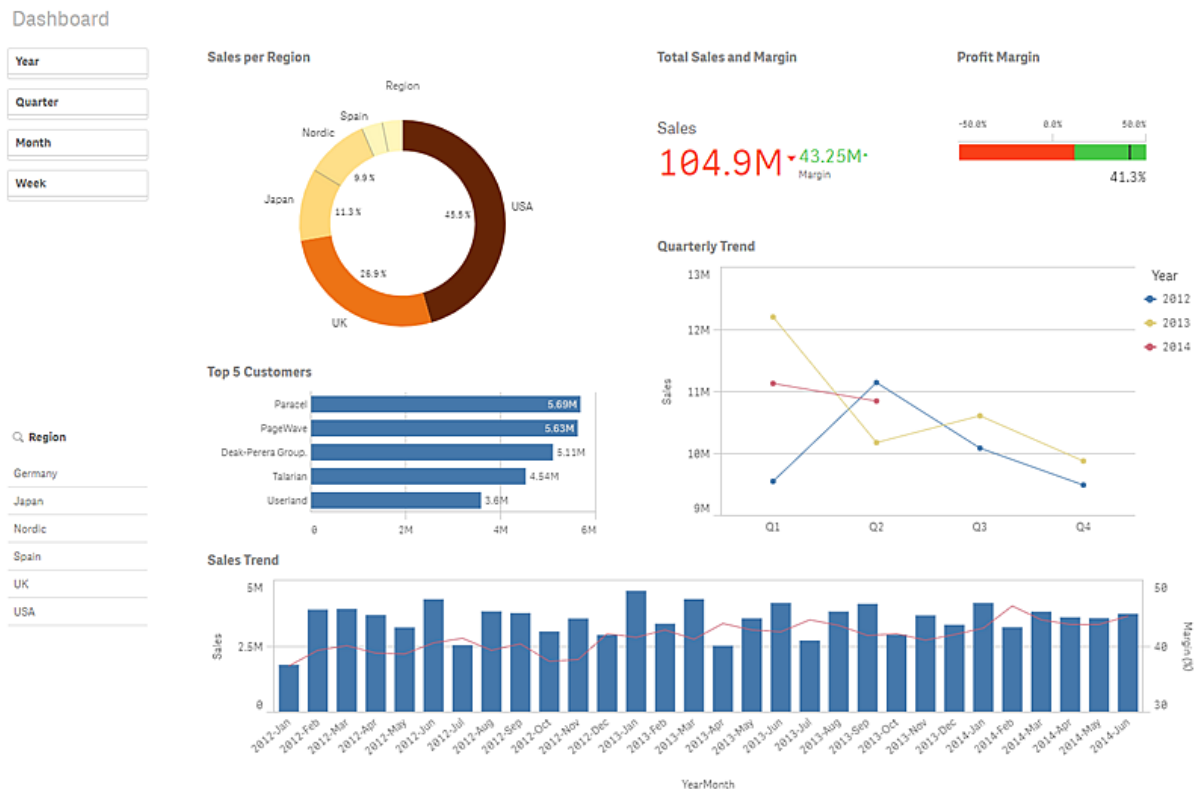 Dashboard
Year
Quarter
Month
Week
Region
Germany
Japan
Nordic
Spain
UK
USA
Sales per Region
Region
Spain
Nordic
Japan
UK
USA
9.9%
11.3%
26.9%
45.5%
Total Sales and Margin
Sales
104.9M
43.25M
Margin
Profit Margin
-50.0% 0.0% 50.0%
41.3%
Top 5 Customers
Paracel 5.69M
PageWave 5.63M
Deak-Perera Group. 5.11M
Talarian 4.54M
Userland 3.6M
0 2M 4M 6M
Quarterly Trend
Sales
13M
12M
11M
10M
9M
Q1 Q2 Q3 Q4
Year
2012
2013
2014
Sales Trend
Sales
5M
2.5M
0
50
40
30
Margin (%)
2012-Jan
2012-Feb
2012-Mar
2012-Apr
2012-May
2012-Jun
2012-Jul
2012-Aug
2012-Sep
2012-Oct
2012-Nov
2012-Dec
2013-Jan
2013-Feb
2013-Mar
2013-Apr
2013-May
2013-Jun
2013-Jul
2013-Aug
2013-Sep
2013-Oct
2013-Nov
2013-Dec
2014-Jan
2014-Feb
2014-Mar
2014-Apr
2014-May
2014-Jun
YearMonth